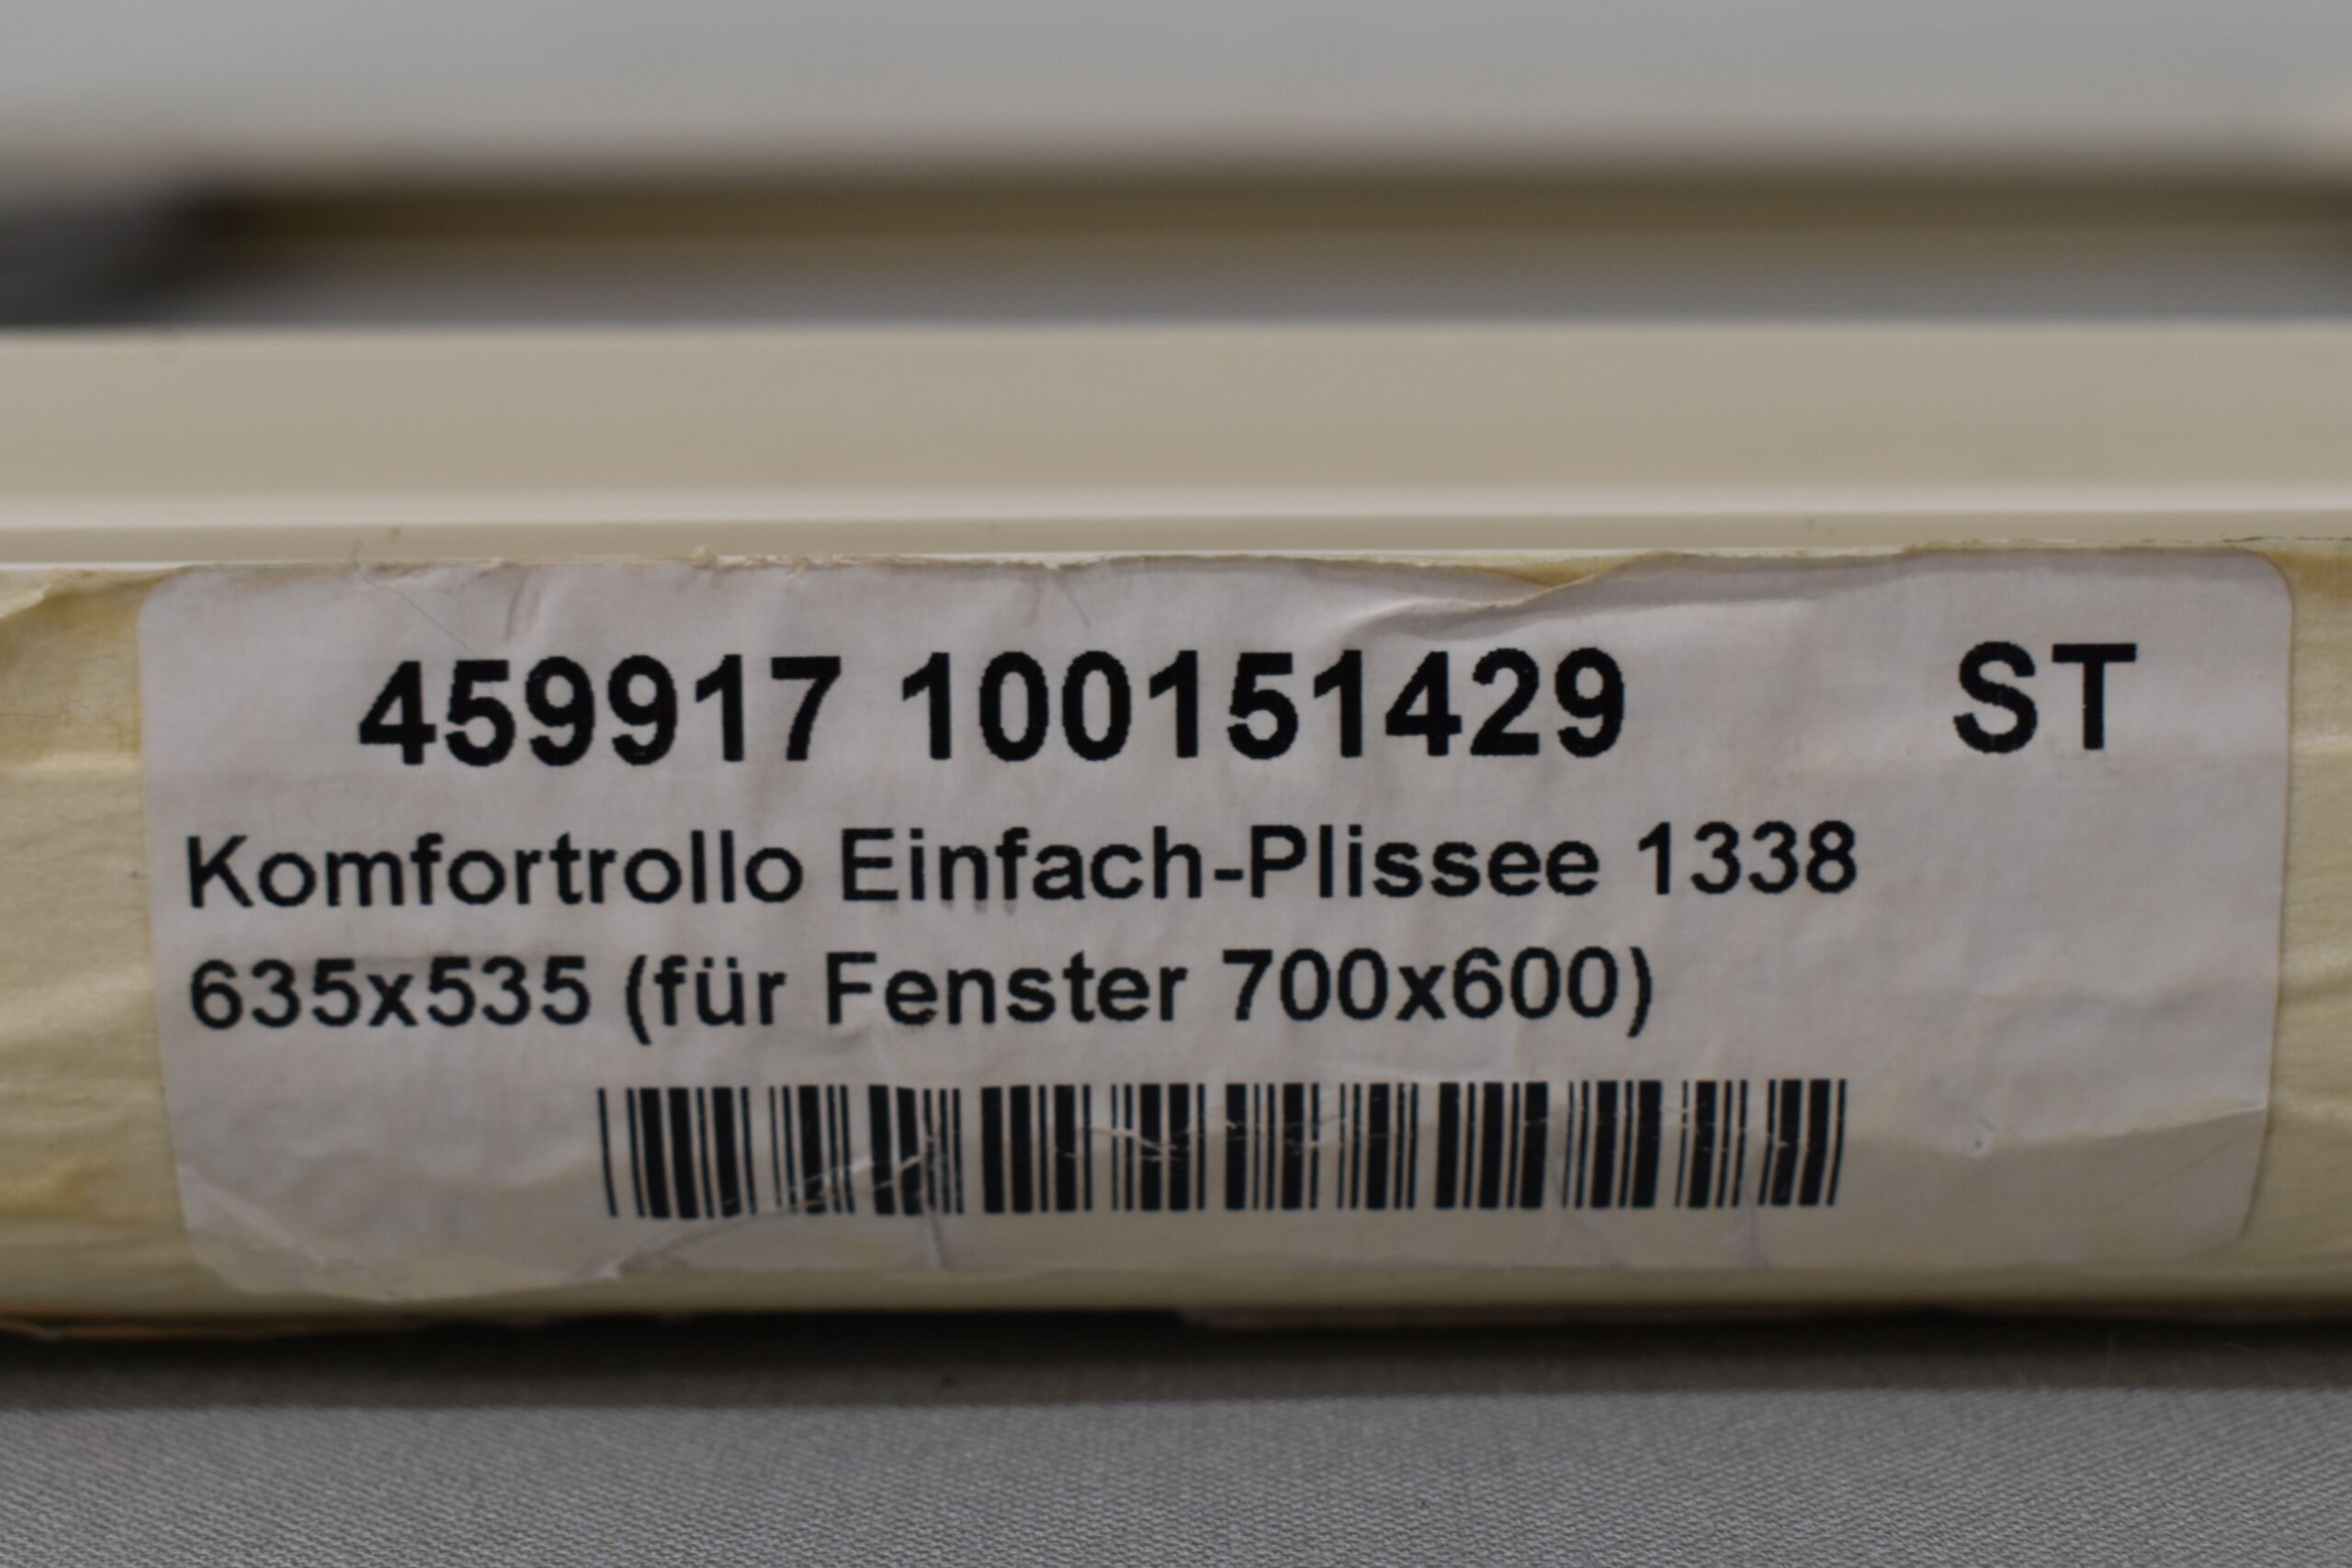 459917 100151429 ST
Komfortrollo Einfach-Plissee 1338
635x535 (für Fenster 700x600)